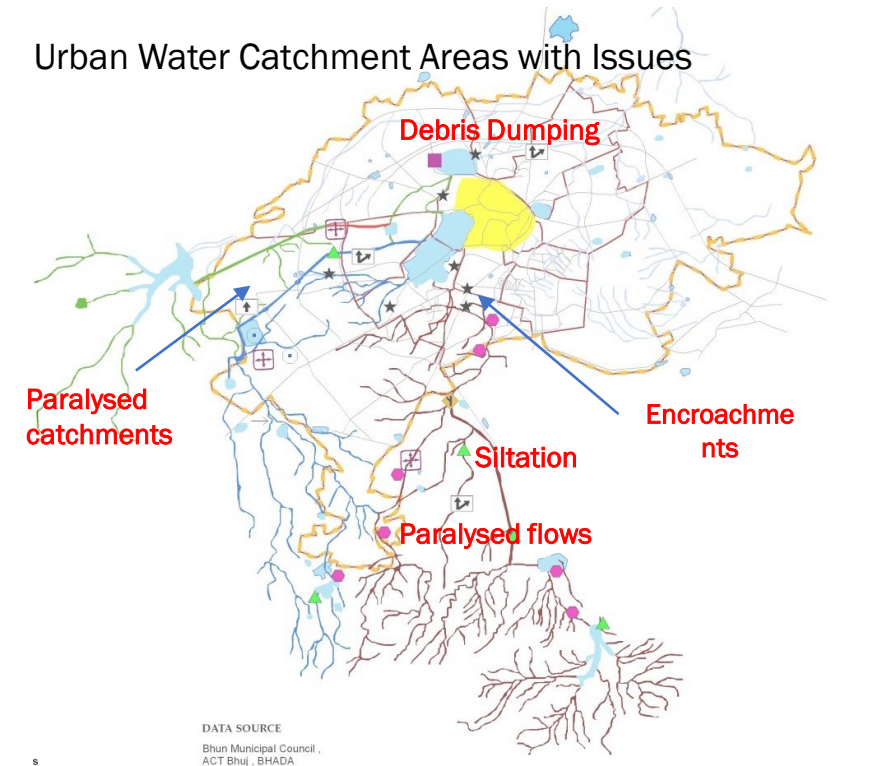 Urban Water Catchment Areas with Issues
Debris Dumping
Paralysed
catchments
Encroachme
nts
Siltation
Paralysed flows
DATA SOURCE
Bhun Municipal Council ,
ACT Bhuj , BHADA
s